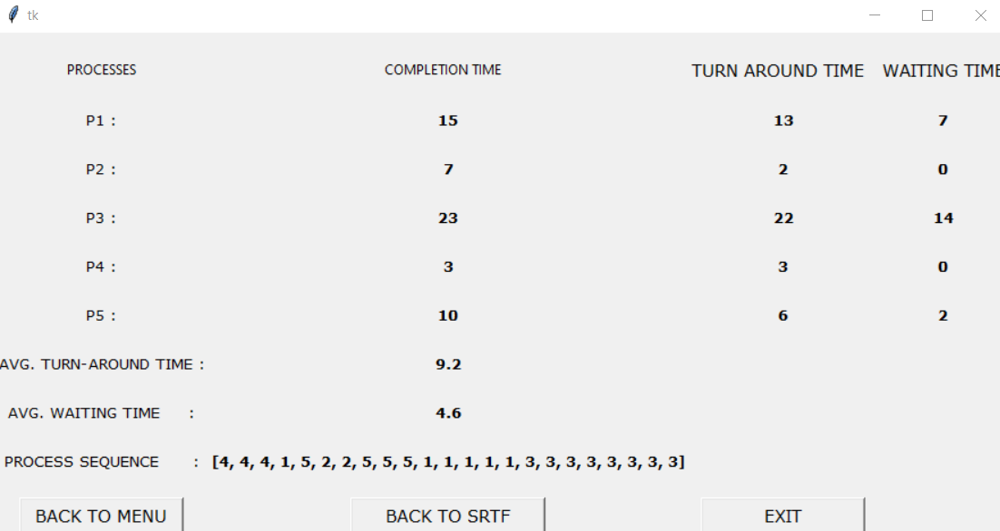 tk
PROCESSES COMPLETION TIME TURN AROUND TIME WAITING TIME
P1 : 15 13 7
P2 : 7 2 0
P3 : 23 22 14
P4 : 3 3 0
P5 : 10 6 2
AVG. TURN-AROUND TIME : 9.2
AVG. WAITING TIME : 4.6
PROCESS SEQUENCE : [4, 4, 4, 1, 5, 2, 2, 5, 5, 5, 1, 1, 1, 1, 1, 3, 3, 3, 3, 3, 3, 3, 3]
BACK TO MENU BACK TO SRTF EXIT